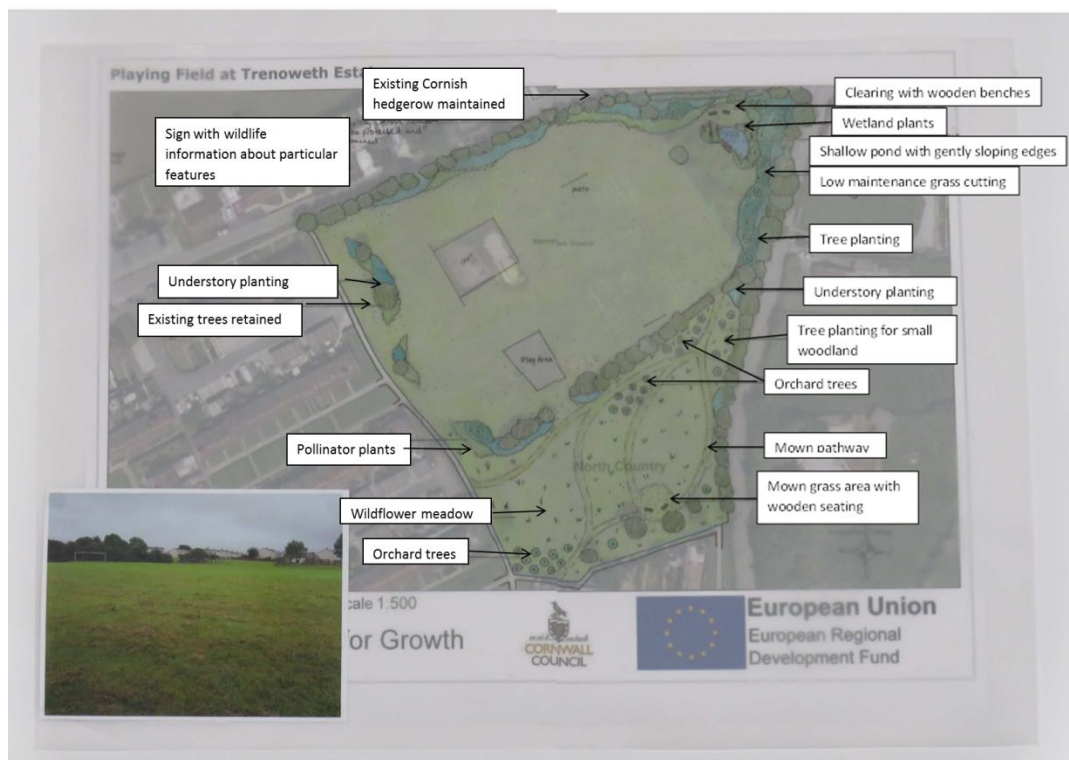 Playing Field at Trenoweth
Existing Cornish
hedgerow maintained
Sign with wildlife
information about particular
features
Clearing with wooden benches
Wetland plants
Shallow pond with gently sloping edges
Low maintenance grass cutting
Tree planting
Understory planting
Existing trees retained
Understory planting
Tree planting for small
woodland
Orchard trees
Play Area
Pollinator plants
North Country
Mown pathway
Mown grass area with
wooden seating
Wildflower meadow
Orchard trees
cale 1:500
for Growth
CORNWALL
COUNCIL
European Union
European Regional
Development Fund